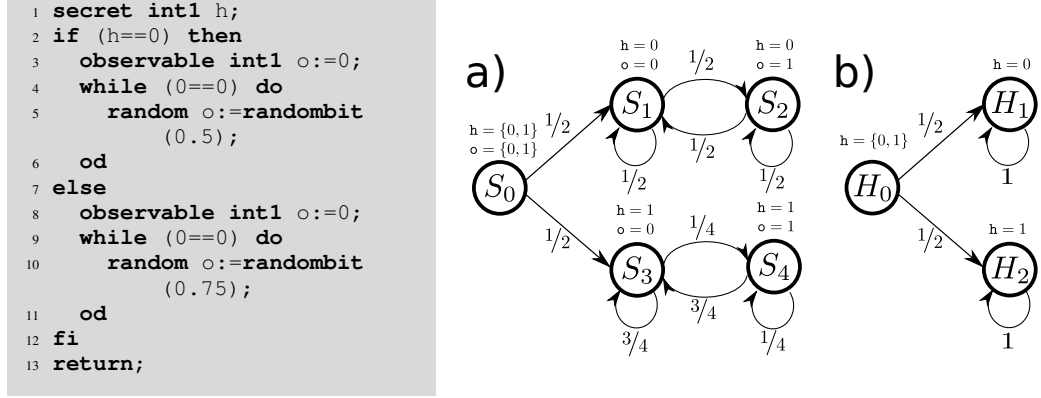 1 secret int1 h;
2 if (h==0) then
3 observable int1 o:=0;
4 while (0==0) do
5 random o:=randombit
(0.5);
6 od
7 else
8 observable int1 o:=0;
9 while (0==0) do
10 random o:=randombit
(0.75);
11 od
12 fi
13 return;
a)
h = {0, 1}
o = {0, 1}
S0
1/2
1/2
h = 0
o = 0
S1
1/2
1/2
1/2
h = 0
o = 1
S2
1/2
h = 1
o = 0
S3
3/4
1/4
3/4
h = 1
o = 1
S4
1/4
b)
h = {0, 1}
H0
1/2
1/2
h = 0
H1
1
h = 1
H2
1